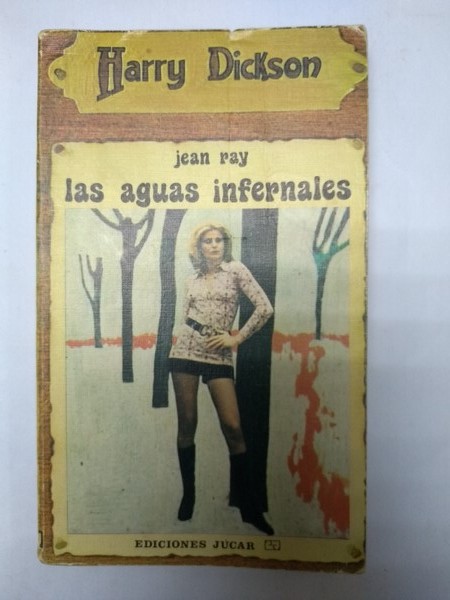 Harry Dickson
jean ray
las aguas infernales
EDICIONES JUCAR